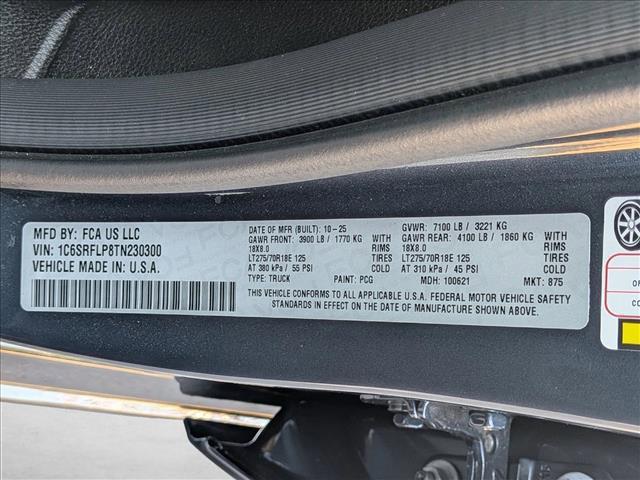 MFD BY: FCA US LLC
VIN: 1C6SRFLP8TN230300
VEHICLE MADE IN U.S.A.
DATE OF MFR (BUILT): 10-25 GVWR: 7100 LB / 3221 KG
GAWR FRONT: 3900 LB / 1770 KG WITH GAWR REAR: 4100 LB / 1860 KG WITH
18X8.0 RIMS 18X8.0 RIMS
LT275/70R18E 125 TIRES LT275/70R18E 125 TIRES
AT 380 kPa / 55 PSI AT 310 kPa / 45 PSI
TYPE: TRUCK PAINT: PCG MDH: 100621 MKT: 875
THIS VEHICLE CONFORMS TO ALL APPLICABLE U.S.A. FEDERAL MOTOR VEHICLE SAFETY
STANDARDS IN EFFECT ON THE DATE OF MANUFACTURE SHOWN ABOVE.